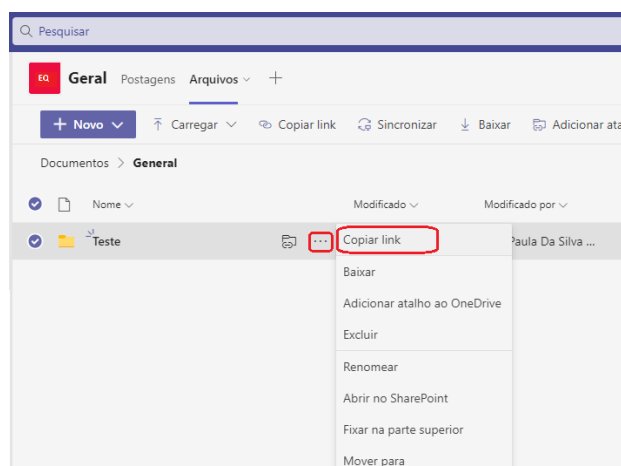 Pesquisar
EQ Geral Postagens Arquivos +
+ Novo Carregar Copiar link Sincronizar Baixar Adicionar ata
Documentos > General
Nome Modificado Modificado por
Teste ... Paula Da Silva ...
Copiar link
Baixar
Adicionar atalho ao OneDrive
Excluir
Renomear
Abrir no SharePoint
Fixar na parte superior
Mover para